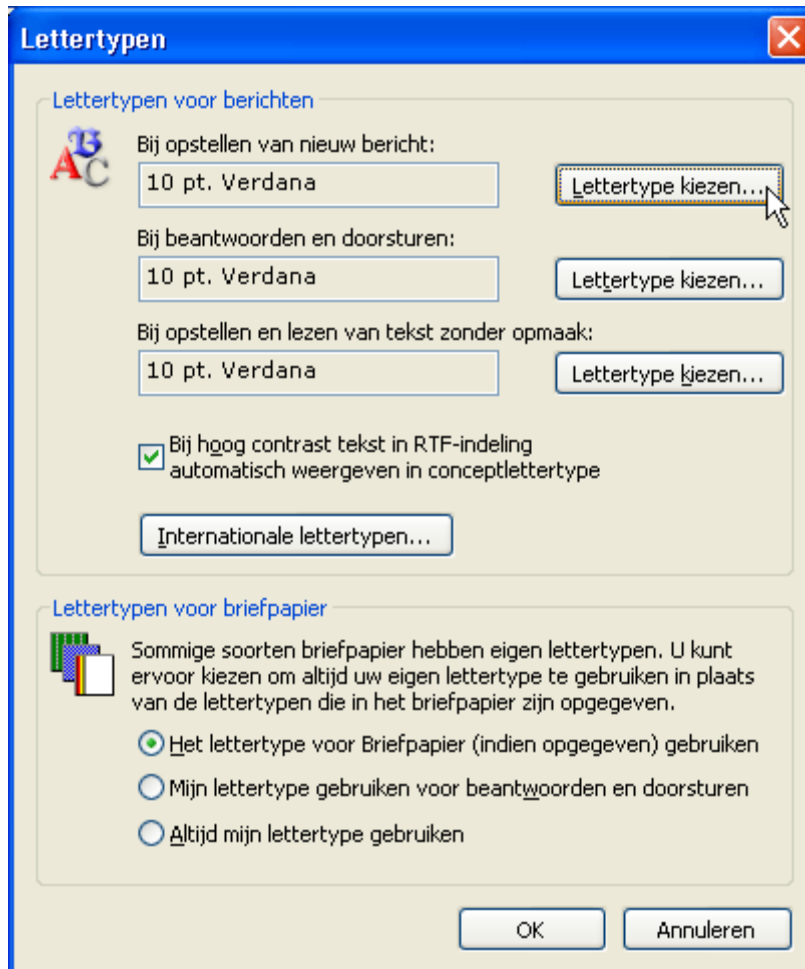 Lettertypen
Lettertypen voor berichten
Bij opstellen van nieuw bericht:
10 pt. Verdana
Lettertype kiezen...
Bij beantwoorden en doorsturen:
10 pt. Verdana
Lettertype kiezen...
Bij opstellen en lezen van tekst zonder opmaak:
10 pt. Verdana
Lettertype kiezen...
Bij hoog contrast tekst in RTF-indeling
automatisch weergeven in conceptlettertype
Internationale lettertypen...
Lettertypen voor briefpapier
Sommige soorten briefpapier hebben eigen lettertypen. U kunt
ervoor kiezen om altijd uw eigen lettertype te gebruiken in plaats
van de lettertypen die in het briefpapier zijn opgegeven.
Het lettertype voor Briefpapier (indien opgegeven) gebruiken
Mijn lettertype gebruiken voor beantwoorden en doorsturen
Altijd mijn lettertype gebruiken
OK
Annuleren